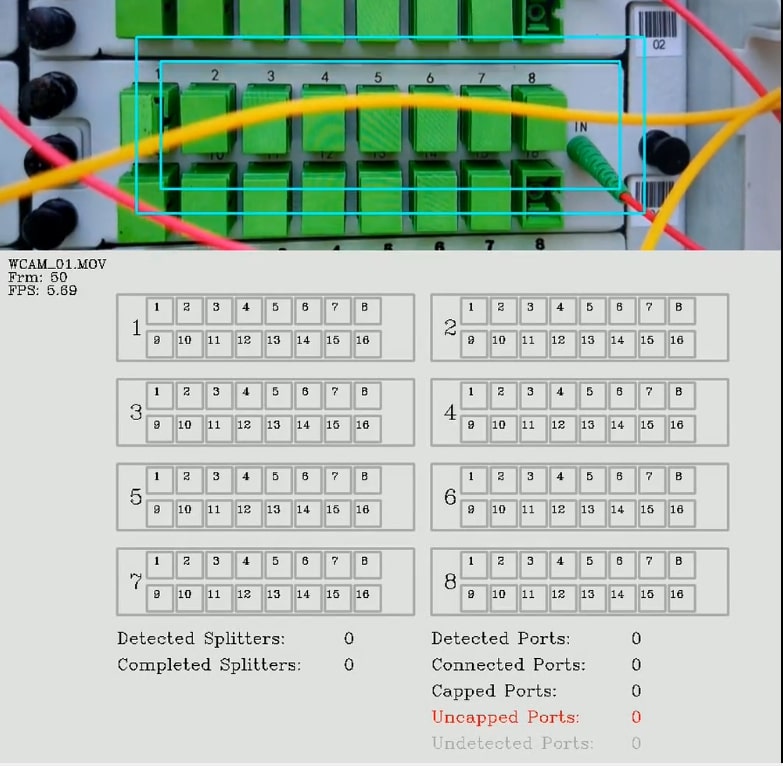 02
1 2 3 4 5 6 7 8
IN
10 11 12 13 14 15 16
3 4 5 6 7 8
WCAM_01.MOV
Frm: 50
FPS: 5.69
1
1 2 3 4 5 6 7 8
9 10 11 12 13 14 15 16
2
1 2 3 4 5 6 7 8
9 10 11 12 13 14 15 16
3
1 2 3 4 5 6 7 8
9 10 11 12 13 14 15 16
4
1 2 3 4 5 6 7 8
9 10 11 12 13 14 15 16
5
1 2 3 4 5 6 7 8
9 10 11 12 13 14 15 16
6
1 2 3 4 5 6 7 8
9 10 11 12 13 14 15 16
7
1 2 3 4 5 6 7 8
9 10 11 12 13 14 15 16
8
1 2 3 4 5 6 7 8
9 10 11 12 13 14 15 16
Detected Splitters: 0
Completed Splitters: 0
Detected Ports: 0
Connected Ports: 0
Capped Ports: 0
Uncapped Ports: 0
Undetected Ports: 0